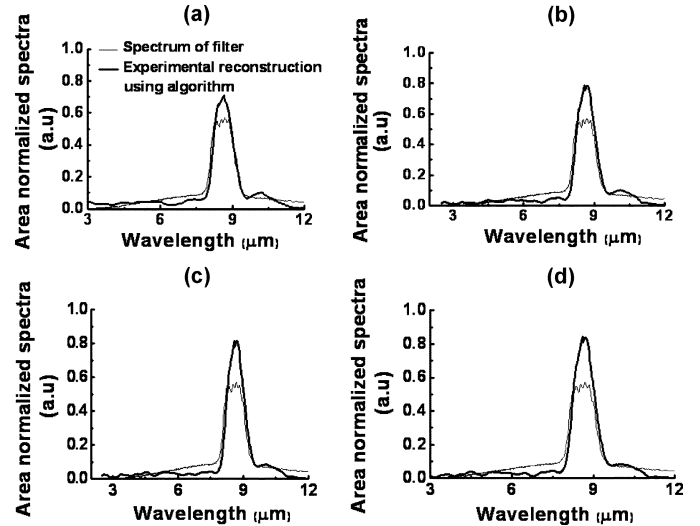 (a)
Area normalized spectra
(a.u)
1.0
0.8
0.6
0.4
0.2
0.0
Spectrum of filter
Experimental reconstruction
using algorithm
3 6 9 12
Wavelength (μm)
(b)
Area normalized spectra
(a.u)
1.0
0.8
0.6
0.4
0.2
0.0
3 6 9 12
Wavelength (μm)
(c)
Area normalized spectra
(a.u)
1.0
0.8
0.6
0.4
0.2
0.0
3 6 9 12
Wavelength (μm)
(d)
Area normalized spectra
(a.u)
1.0
0.8
0.6
0.4
0.2
0.0
3 6 9 12
Wavelength (μm)